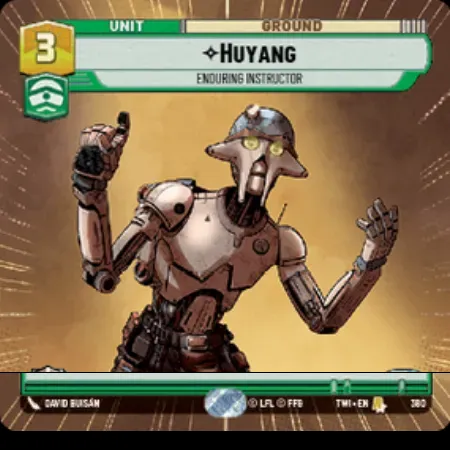 UNIT GROUND
3
HUYANG
ENDURING INSTRUCTOR
DAVID BUISÁN © LFL © FFG TWI • EN 380